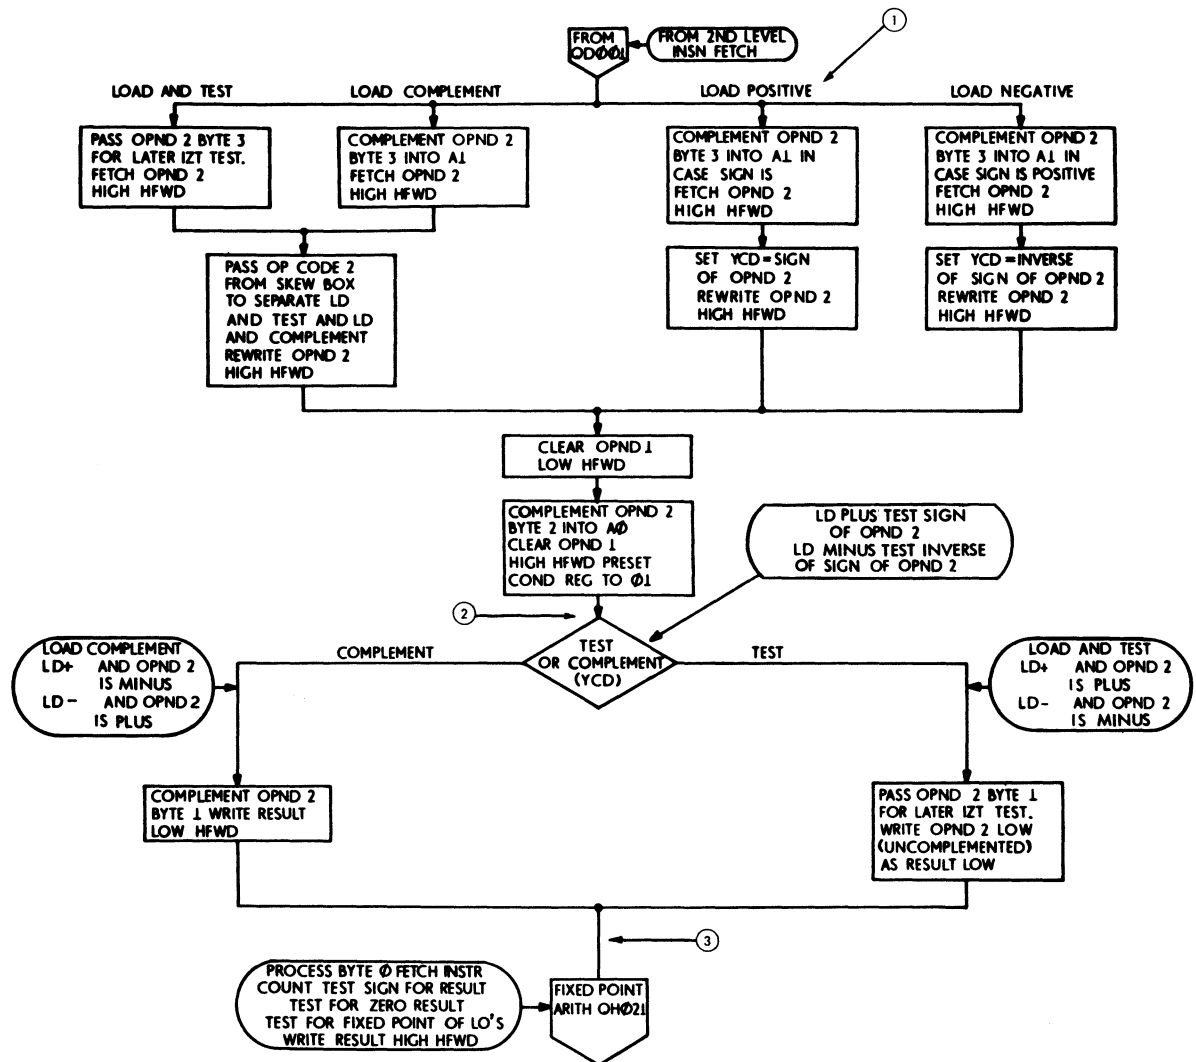 1
FROM
OD001
FROM 2ND LEVEL
INSN FETCH
LOAD AND TEST
LOAD COMPLEMENT
LOAD POSITIVE
LOAD NEGATIVE
PASS OPND 2 BYTE 3
FOR LATER IZT TEST.
FETCH OPND 2
HIGH HFWD
COMPLEMENT OPND 2
BYTE 3 INTO A1
FETCH OPND 2
HIGH HFWD
COMPLEMENT OPND 2
BYTE 3 INTO A1 IN
CASE SIGN IS
FETCH OPND 2
HIGH HFWD
COMPLEMENT OPND 2
BYTE 3 INTO A1 IN
CASE SIGN IS POSITIVE
FETCH OPND 2
HIGH HFWD
PASS OP CODE 2
FROM SKEW BOX
TO SEPARATE LD
AND TEST AND LD
AND COMPLEMENT
REWRITE OPND 2
HIGH HFWD
SET YCD=SIGN
OF OPND 2
REWRITE OPND 2
HIGH HFWD
SET YCD=INVERSE
OF SIGN OF OPND 2
REWRITE OPND 2
HIGH HFWD
CLEAR OPND 1
LOW HFWD
COMPLEMENT OPND 2
BYTE 2 INTO AØ
CLEAR OPND 1
HIGH HFWD PRESET
COND REG TO Ø1
LD PLUS TEST SIGN
OF OPND 2
LD MINUS TEST INVERSE
OF SIGN OF OPND 2
2
TEST
OR COMPLEMENT
(YCD)
COMPLEMENT
TEST
LOAD COMPLEMENT
LD+ AND OPND 2
IS MINUS
LD− AND OPND 2
IS PLUS
LOAD AND TEST
LD+ AND OPND 2
IS PLUS
LD− AND OPND 2
IS MINUS
COMPLEMENT OPND 2
BYTE 1 WRITE RESULT
LOW HFWD
PASS OPND 2 BYTE 1
FOR LATER IZT TEST.
WRITE OPND 2 LOW
(UNCOMPLEMENTED)
AS RESULT LOW
3
PROCESS BYTE Ø FETCH INSTR
COUNT TEST SIGN FOR RESULT
TEST FOR ZERO RESULT
TEST FOR FIXED POINT OF LO'S
WRITE RESULT HIGH HFWD
FIXED POINT
ARITH OHØ21